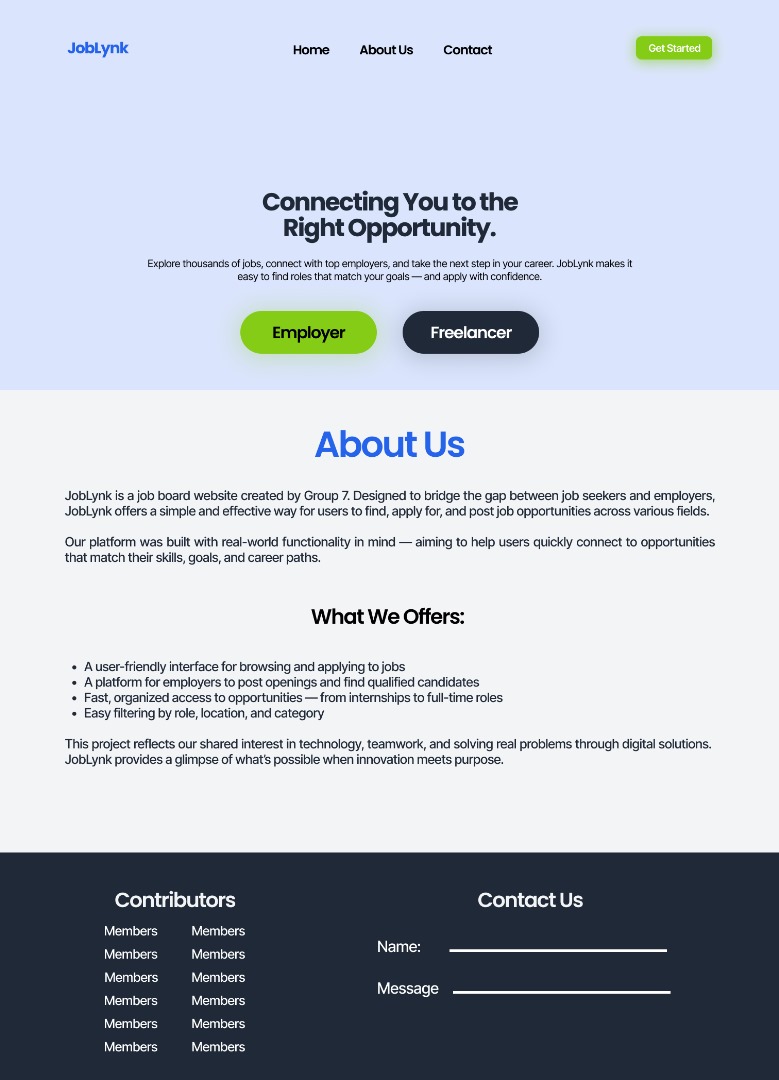 JobLynk
Home
About Us
Contact
Get Started
Connecting You to the
Right Opportunity.
Explore thousands of jobs, connect with top employers, and take the next step in your career. JobLynk makes it
easy to find roles that match your goals — and apply with confidence.
Employer
Freelancer
About Us
JobLynk is a job board website created by Group 7. Designed to bridge the gap between job seekers and employers,
JobLynk offers a simple and effective way for users to find, apply for, and post job opportunities across various fields.
Our platform was built with real-world functionality in mind — aiming to help users quickly connect to opportunities
that match their skills, goals, and career paths.
What We Offers:
• A user-friendly interface for browsing and applying to jobs
• A platform for employers to post openings and find qualified candidates
• Fast, organized access to opportunities — from internships to full-time roles
• Easy filtering by role, location, and category
This project reflects our shared interest in technology, teamwork, and solving real problems through digital solutions.
JobLynk provides a glimpse of what's possible when innovation meets purpose.
Contributors
Members Members
Members Members
Members Members
Members Members
Members Members
Members Members
Contact Us
Name:
Message